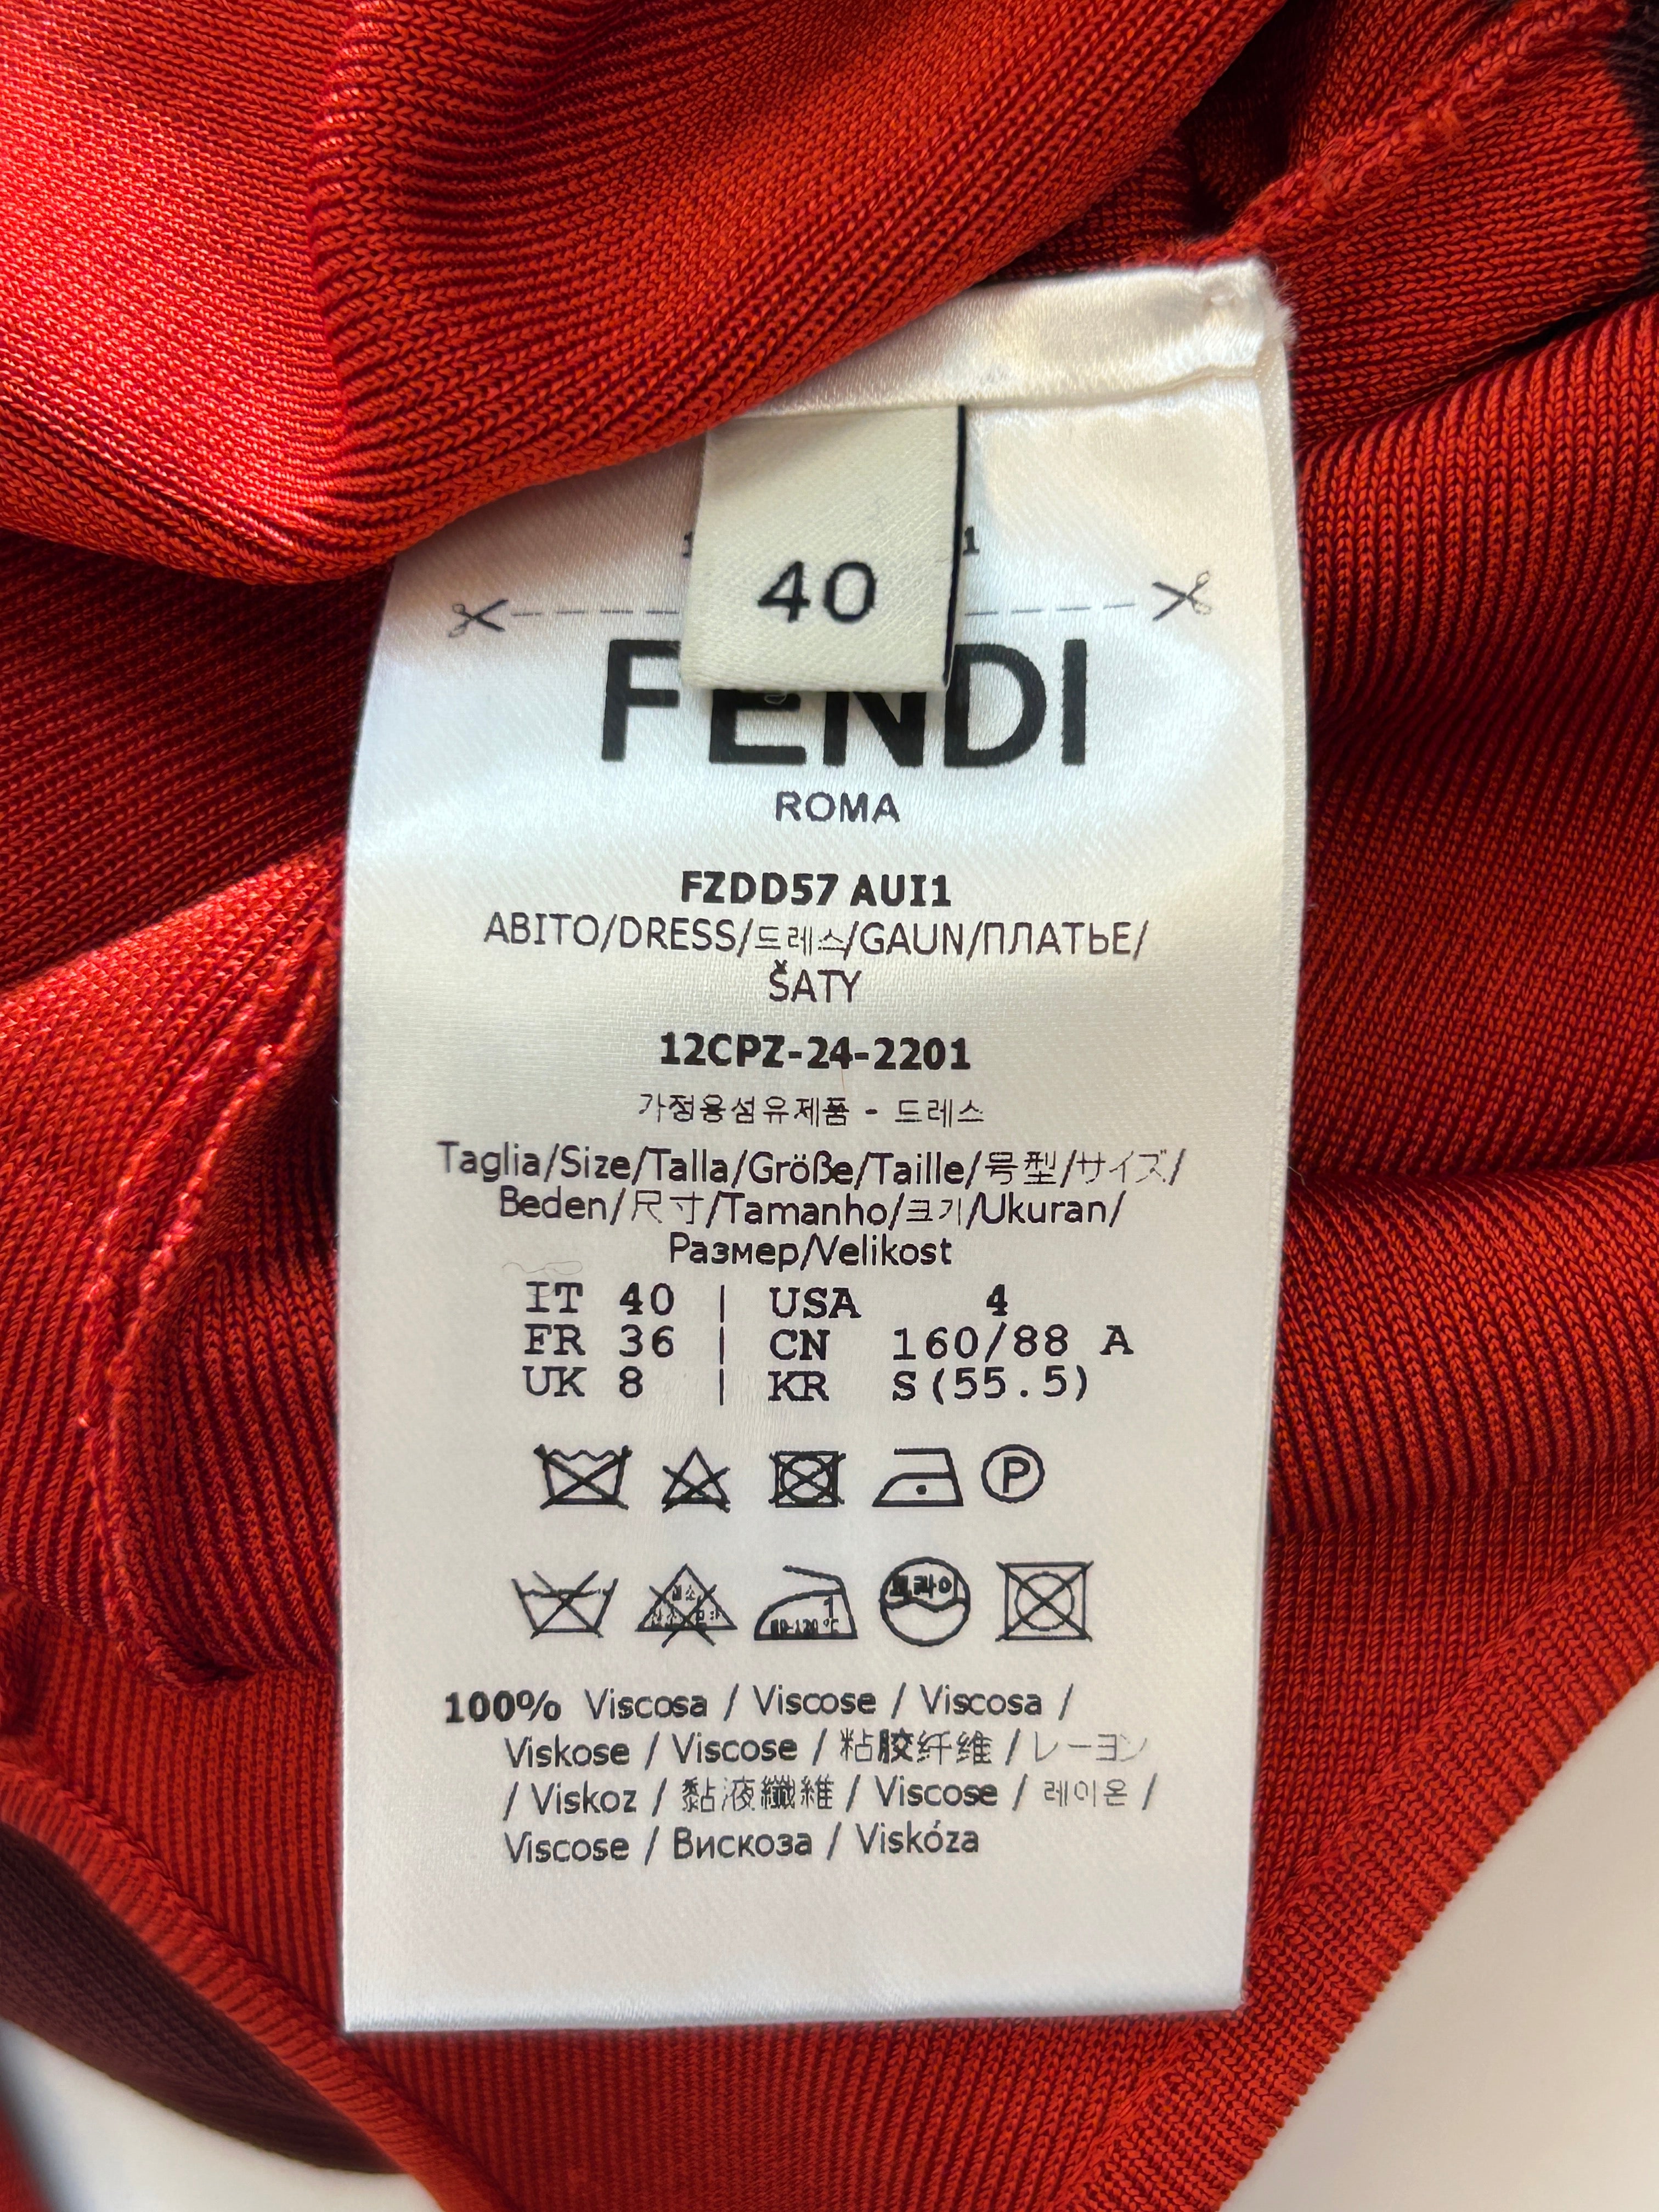 40
FENDI
ROMA
FZDD57 AUI1
ABITO/DRESS/드레스/GAUN/ПЛАТЬЕ/
ŠATY
12CPZ-24-2201
가정용섬유제품 - 드레스
Taglia/Size/Talla/Größe/Taille/号型/サイズ/
Beden/尺寸/Tamanho/크기/Ukuran/
Размер/Velikost
IT 40 | USA 4
FR 36 | CN 160/88 A
UK 8 | KR S(55.5)
P
드라이
100% Viscosa / Viscose / Viscosa /
Viskose / Viscose / 粘胶纤维 / レーヨン
/ Viskoz / 黏液纖維 / Viscose / 레이온 /
Viscose / Вискоза / Viskóza